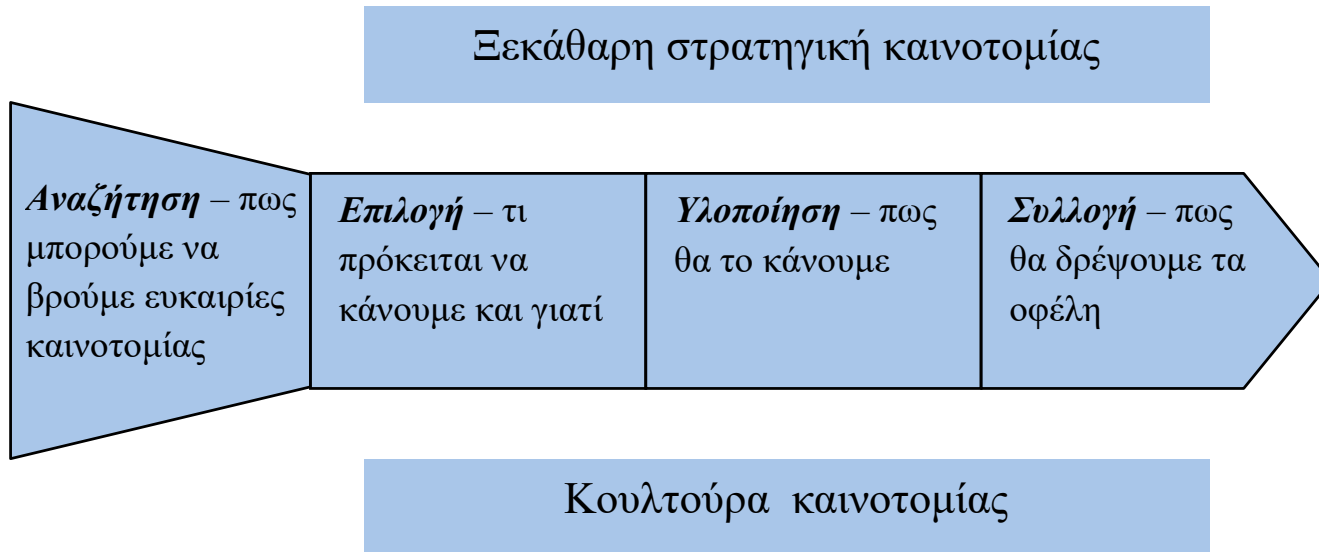 Ξεκάθαρη στρατηγική καινοτομίας
Αναζήτηση – πως
μπορούμε να
βρούμε ευκαιρίες
καινοτομίας
Επιλογή – τι
πρόκειται να
κάνουμε και γιατί
Υλοποίηση – πως
θα το κάνουμε
Συλλογή – πως
θα δρέψουμε τα
οφέλη
Κουλτούρα καινοτομίας